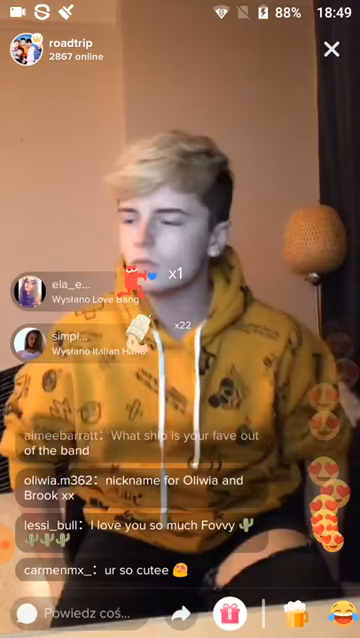 88% 18:49
roadtrip
2867 online
x1
ela_e...
Wysłano Love Bang
x22
simpl...
Wysłano Italian Hand
aimeebarratt: What ship is your fave out
of the band
oliwia.m362: nickname for Oliwia and
Brook xx
lessi_bull: I love you so much Fovvy
carmenmx_: ur so cutee
Powiedz coś...